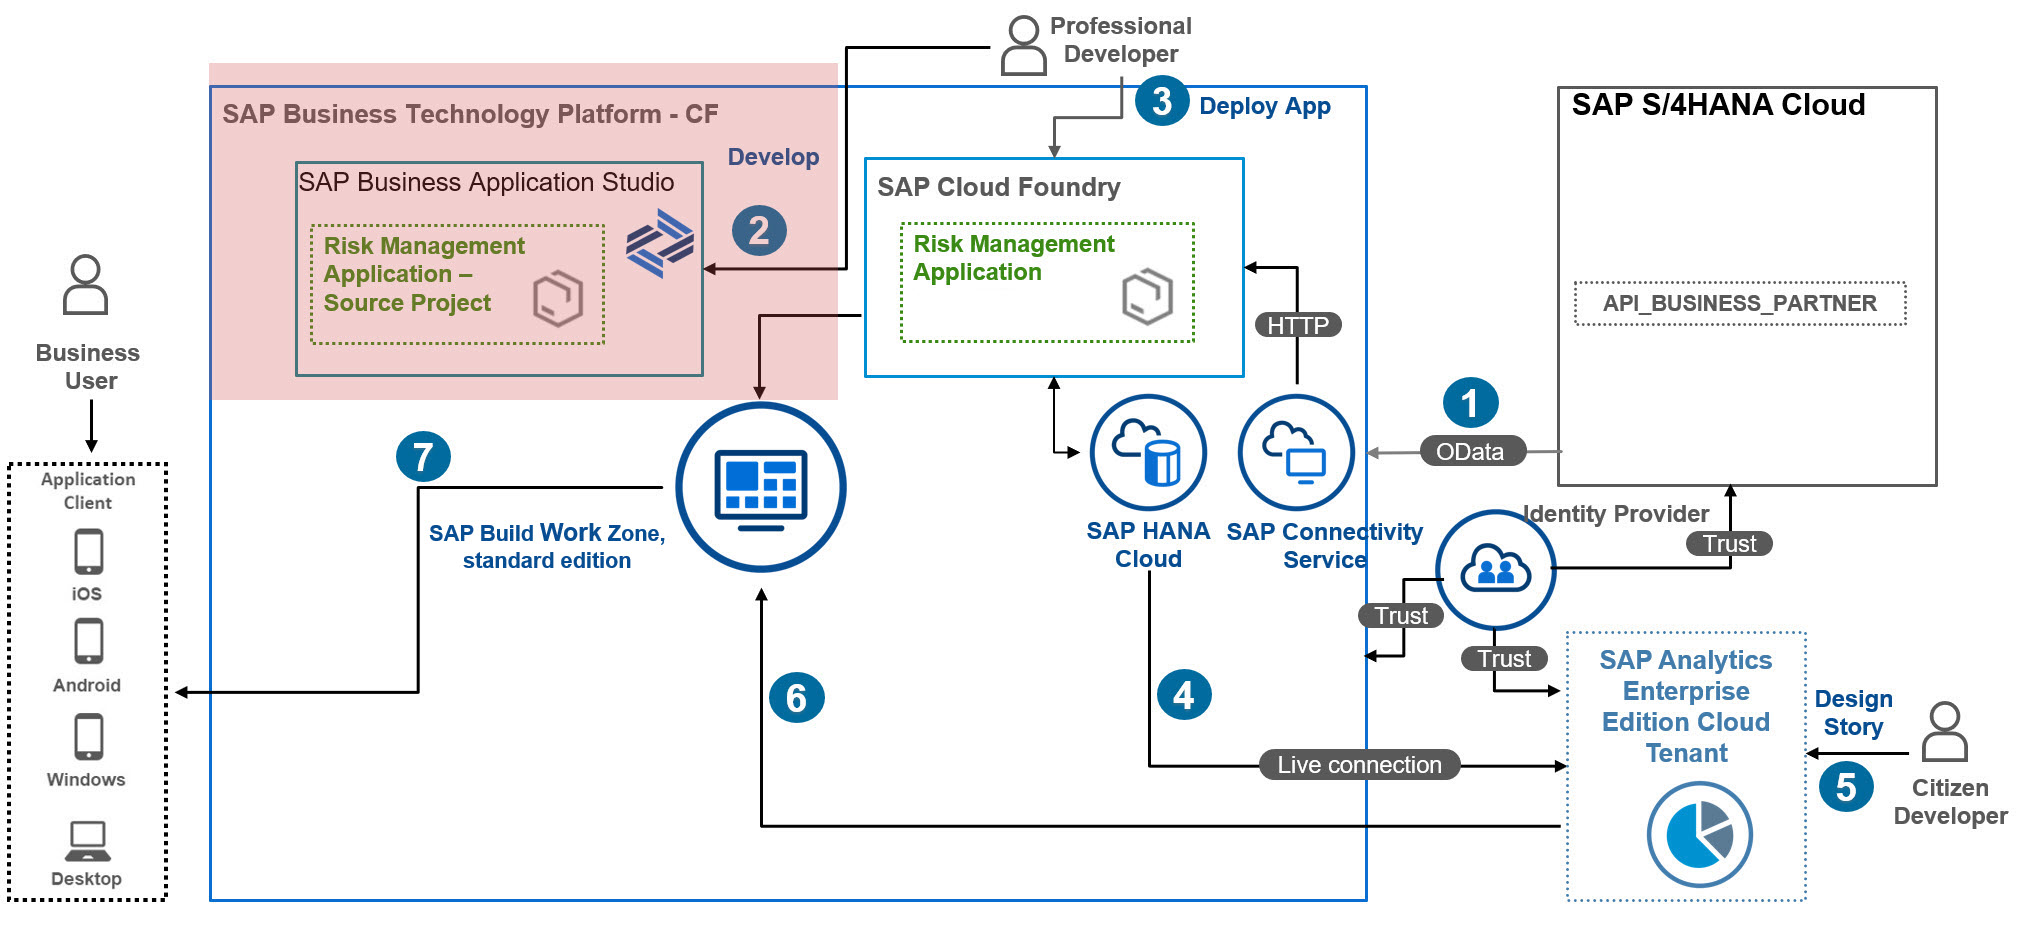 Professional
Developer
3
Deploy App
SAP Business Technology Platform - CF
Develop
SAP Business Application Studio
2
Risk Management
Application –
Source Project
SAP Cloud Foundry
Risk Management
Application
HTTP
SAP S/4HANA Cloud
API_BUSINESS_PARTNER
1
OData
Business
User
Application
Client
iOS
Android
Windows
Desktop
7
SAP Build Work Zone,
standard edition
SAP HANA
Cloud
SAP Connectivity
Service
Identity Provider
Trust
Trust
Trust
6
4
Live connection
SAP Analytics
Enterprise
Edition Cloud
Tenant
Design
Story
5
Citizen
Developer